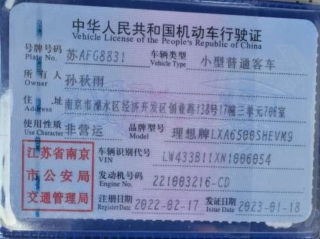 中华人民共和国机动车行驶证
Vehicle License of the People's Republic of China
号牌号码 苏AFG8831 车辆类型 小型普通客车
Plate No. Vehicle Type
所有人 孙秋雨
Owner
住址 南京市溧水区经济开发区创业路138号17幢三单元706室
Address
使用性质 非营运 品牌型号 理想牌LXA6500SHEVM9
Use Character Model
江苏省南京
市公安局
交通管理局
车辆识别代号 LW433B11XN1006054
VIN
发动机号码 221003216-CD
Engine No.
注册日期 2022-02-17 发证日期 2023-01-18
Register Date Issue Date